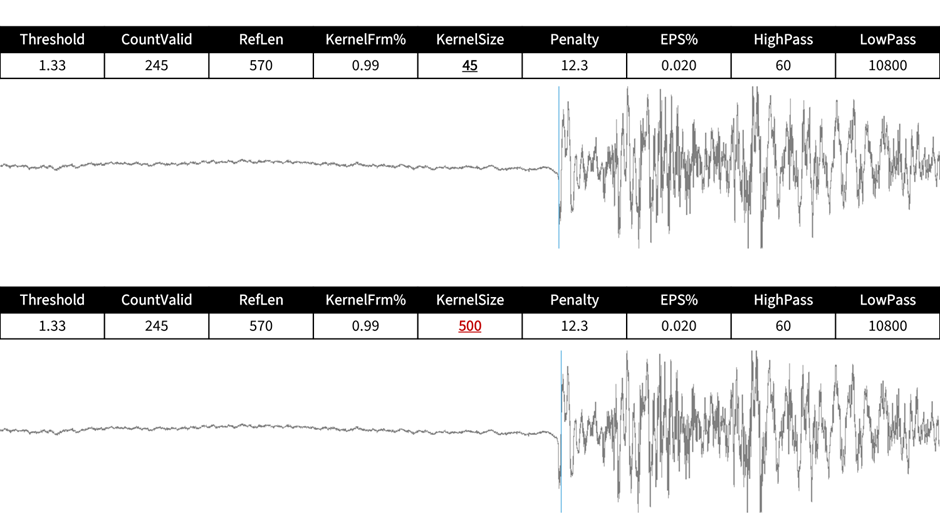 Threshold CountValid RefLen KernelFrm% KernelSize Penalty EPS% HighPass LowPass
1.33 245 570 0.99 45 12.3 0.020 60 10800
Threshold CountValid RefLen KernelFrm% KernelSize Penalty EPS% HighPass LowPass
1.33 245 570 0.99 500 12.3 0.020 60 10800